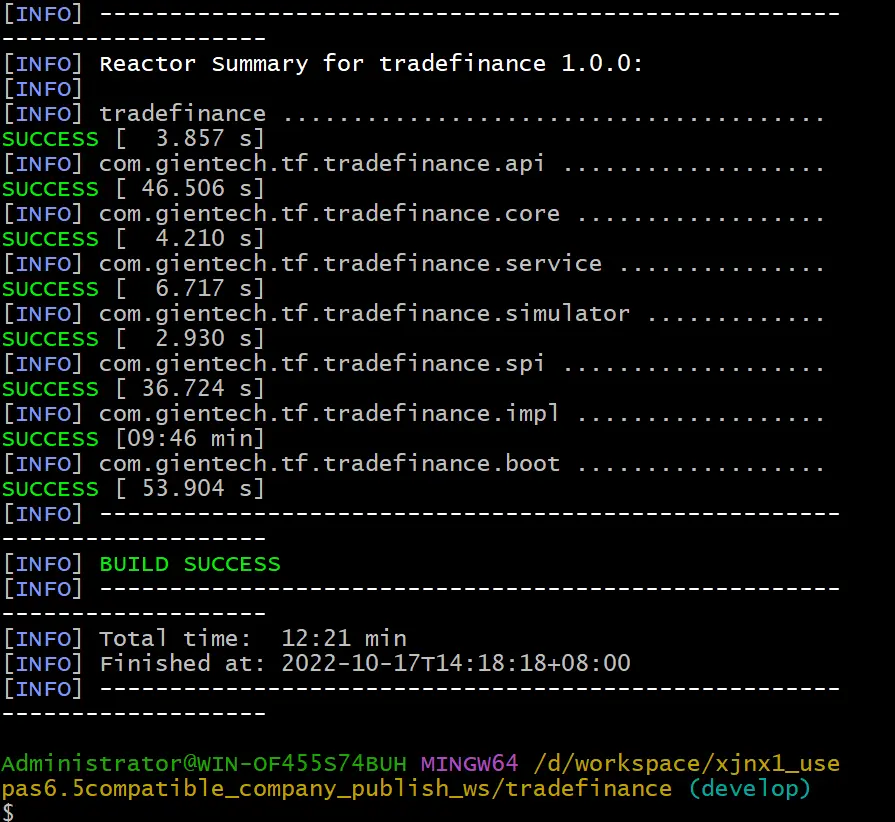 [INFO] -----------------------------------------------------
-------------------
[INFO] Reactor Summary for tradefinance 1.0.0:
[INFO]
[INFO] tradefinance .......................................
SUCCESS [  3.857 s]
[INFO] com.gientech.tf.tradefinance.api ...................
SUCCESS [ 46.506 s]
[INFO] com.gientech.tf.tradefinance.core ..................
SUCCESS [  4.210 s]
[INFO] com.gientech.tf.tradefinance.service ...............
SUCCESS [  6.717 s]
[INFO] com.gientech.tf.tradefinance.simulator .............
SUCCESS [  2.930 s]
[INFO] com.gientech.tf.tradefinance.spi ...................
SUCCESS [ 36.724 s]
[INFO] com.gientech.tf.tradefinance.impl ..................
SUCCESS [09:46 min]
[INFO] com.gientech.tf.tradefinance.boot ..................
SUCCESS [ 53.904 s]
[INFO] -----------------------------------------------------
-------------------
[INFO] BUILD SUCCESS
[INFO] -----------------------------------------------------
-------------------
[INFO] Total time:  12:21 min
[INFO] Finished at: 2022-10-17T14:18:18+08:00
[INFO] -----------------------------------------------------
-------------------
Administrator@WIN-OF455S74BUH MINGW64 /d/workspace/xjnx1_use
pas6.5compatible_company_publish_ws/tradefinance (develop)
$